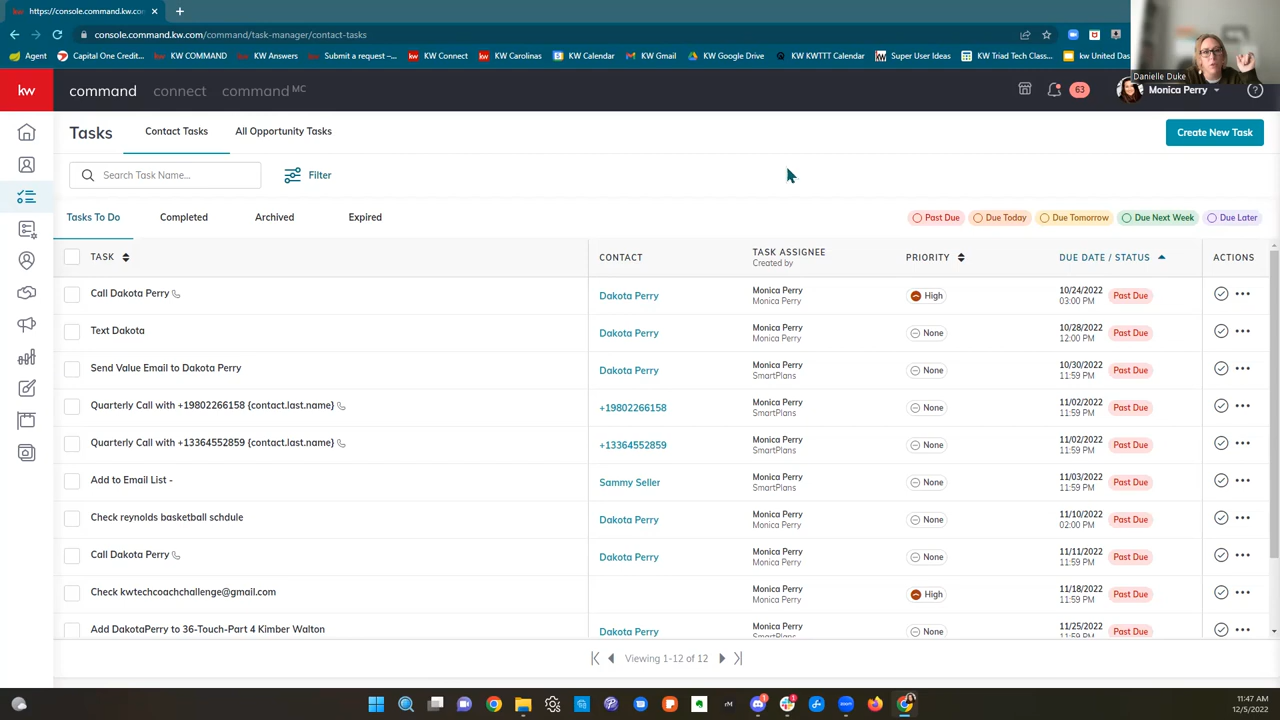 https://console.command.kw.com/
console.command.kw.com/command/task-manager/contact-tasks
Agent
Capital One Credit...
KW COMMAND
KW Answers
Submit a request –...
KW Connect
KW Carolinas
KW Calendar
KW Gmail
KW Google Drive
KW KWTTT Calendar
Super User Ideas
KW Triad Tech Class...
kw United Das
Danielle Duke
kw
command
connect
command MC
63
Monica Perry
Tasks
Contact Tasks
All Opportunity Tasks
Create New Task
Search Task Name...
Filter
Tasks To Do
Completed
Archived
Expired
Past Due
Due Today
Due Tomorrow
Due Next Week
Due Later
TASK
CONTACT
TASK ASSIGNEE
Created by
PRIORITY
DUE DATE / STATUS
ACTIONS
Call Dakota Perry
Dakota Perry
Monica Perry
Monica Perry
High
10/24/2022
03:00 PM
Past Due
Text Dakota
Dakota Perry
Monica Perry
Monica Perry
None
10/28/2022
12:00 PM
Past Due
Send Value Email to Dakota Perry
Dakota Perry
Monica Perry
SmartPlans
None
10/30/2022
11:59 PM
Past Due
Quarterly Call with +19802266158 {contact.last.name}
+19802266158
Monica Perry
SmartPlans
None
11/02/2022
11:59 PM
Past Due
Quarterly Call with +13364552859 {contact.last.name}
+13364552859
Monica Perry
SmartPlans
None
11/02/2022
11:59 PM
Past Due
Add to Email List -
Sammy Seller
Monica Perry
SmartPlans
None
11/03/2022
11:59 PM
Past Due
Check reynolds basketball schdule
Dakota Perry
Monica Perry
Monica Perry
None
11/10/2022
02:00 PM
Past Due
Call Dakota Perry
Dakota Perry
Monica Perry
Monica Perry
None
11/11/2022
11:59 PM
Past Due
Check kwtechcoachchallenge@gmail.com
Monica Perry
Monica Perry
High
11/18/2022
11:59 PM
Past Due
Add DakotaPerry to 36-Touch-Part 4 Kimber Walton
Dakota Perry
Monica Perry
SmartPlans
None
11/25/2022
11:59 PM
Past Due
Viewing 1-12 of 12
11:47 AM
12/5/2022